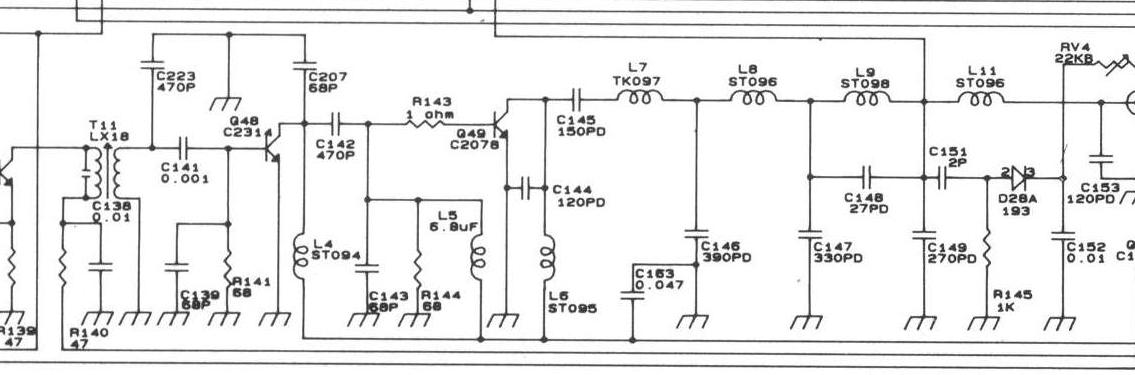 C223
470P
C207
68P
RV4
22KB
L7
TK097
L8
ST096
L9
ST098
L11
ST096
R143
1 ohm
T11
LX18
Q48
C2314
Q49
C2078
C145
150PD
C142
470P
C141
0.001
C151
2P
2
3
D28A
193
C138
0.01
C144
120PD
C148
27PD
C153
120PD
L5
6.8uF
L4
ST094
C146
390PD
C147
330PD
C149
270PD
C152
0.01
C1
C163
0.047
R141
68
C139
68P
C143
68P
R144
68
L6
ST095
R145
1K
R139
47
R140
47